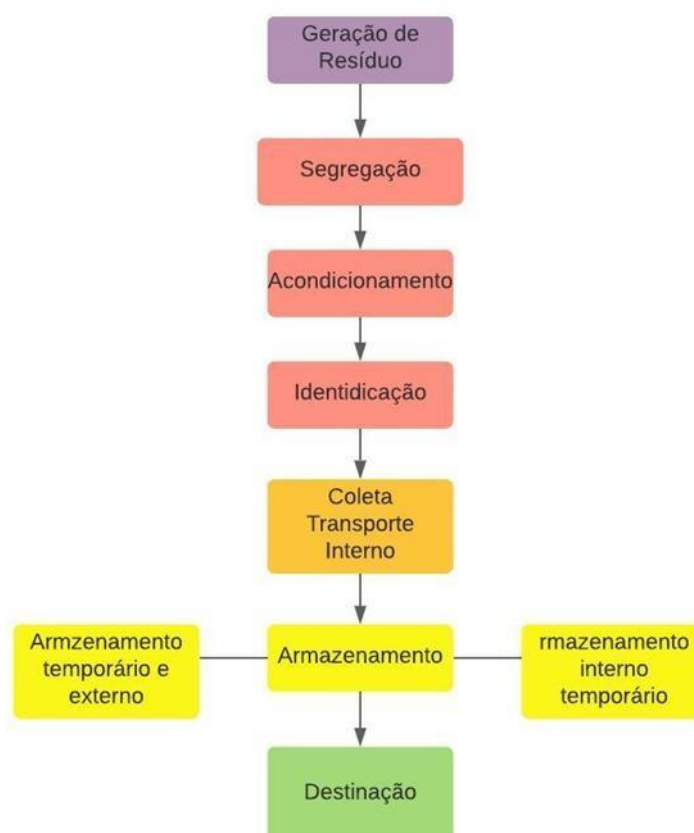 Geração de
Resíduo
Segregação
Acondicionamento
Identidicação
Coleta
Transporte
Interno
Armzenamento
temporário e
externo
Armazenamento
rmazenamento
interno
temporário
Destinação